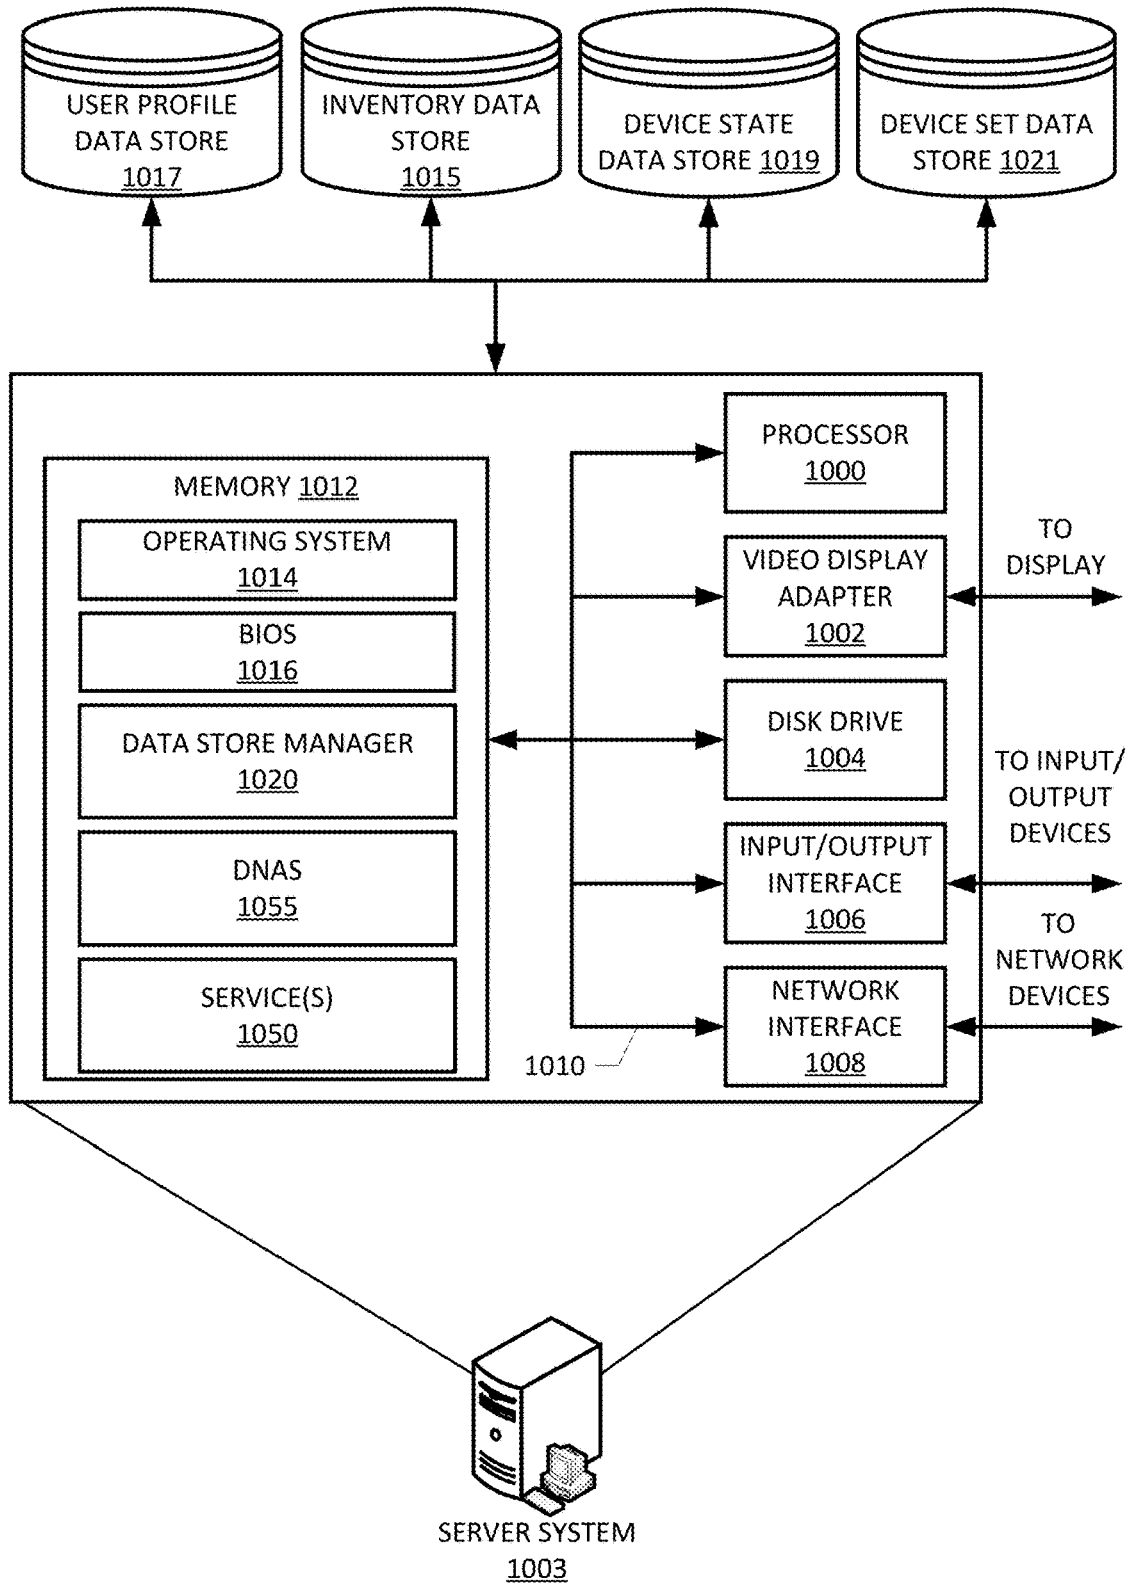 USER PROFILE
DATA STORE
1017
INVENTORY DATA
STORE
1015
DEVICE STATE
DATA STORE 1019
DEVICE SET DATA
STORE 1021
MEMORY 1012
OPERATING SYSTEM
1014
BIOS
1016
DATA STORE MANAGER
1020
DNAS
1055
SERVICE(S)
1050
PROCESSOR
1000
VIDEO DISPLAY
ADAPTER
1002
DISK DRIVE
1004
INPUT/OUTPUT
INTERFACE
1006
NETWORK
INTERFACE
1008
1010
TO
DISPLAY
TO INPUT/
OUTPUT
DEVICES
TO
NETWORK
DEVICES
SERVER SYSTEM
1003